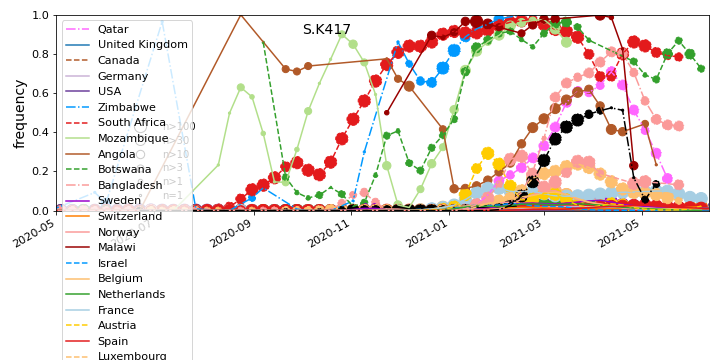 S.K417
frequency
1.0
0.8
0.6
0.4
0.2
0.0
2020-05
2020-09
2020-11
2021-01
2021-03
2021-05
Qatar
United Kingdom
Canada
Germany
USA
Zimbabwe
South Africa
Mozambique
Angola
Botswana
Bangladesh
Sweden
Switzerland
Norway
Malawi
Israel
Belgium
Netherlands
France
Austria
Spain
Luxembourg
n>100
n>30
n>10
n>3
n>1
n=1